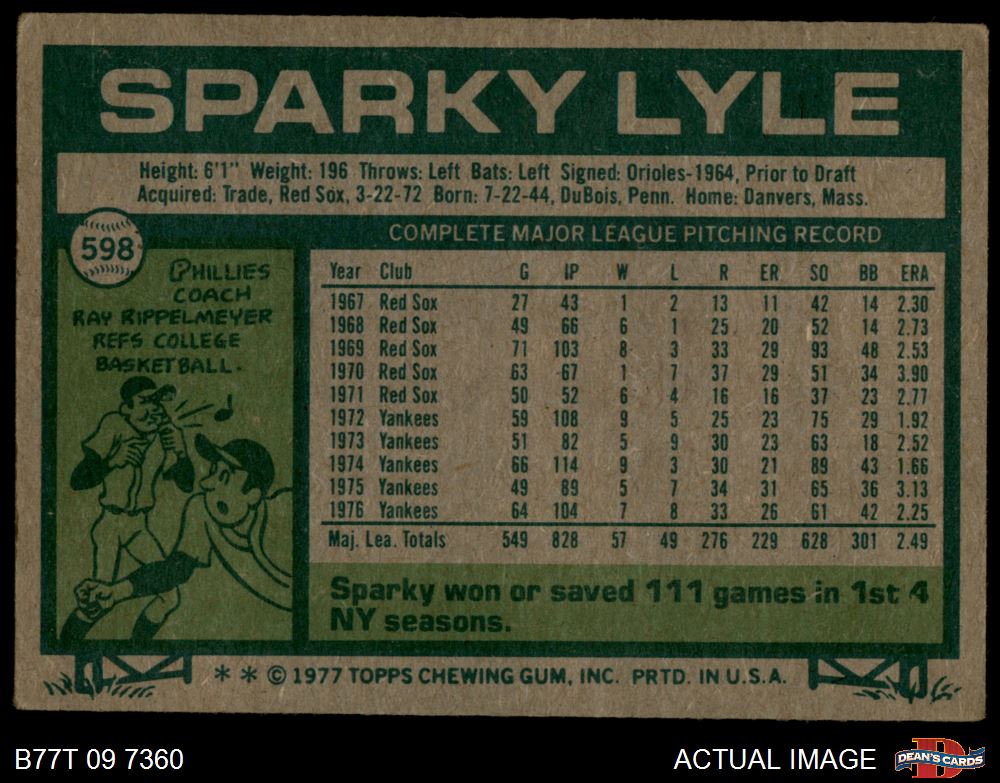 SPARKY LYLE
Height: 6'1" Weight: 196 Throws: Left Bats: Left Signed: Orioles-1964, Prior to Draft
Acquired: Trade, Red Sox, 3-22-72 Born: 7-22-44, DuBois, Penn. Home: Danvers, Mass.
598
PHILLIES
COACH
RAY RIPPELMEYER
REFS COLLEGE
BASKETBALL.
COMPLETE MAJOR LEAGUE PITCHING RECORD
Year Club G IP W L R ER SO BB ERA
1967 Red Sox 27 43 1 2 13 11 42 14 2.30
1968 Red Sox 49 66 6 1 25 20 52 14 2.73
1969 Red Sox 71 103 8 3 33 29 93 48 2.53
1970 Red Sox 63 67 1 7 37 29 51 34 3.90
1971 Red Sox 50 52 6 4 16 16 37 23 2.77
1972 Yankees 59 108 9 5 25 23 75 29 1.92
1973 Yankees 51 82 5 9 30 23 63 18 2.52
1974 Yankees 66 114 9 3 30 21 89 43 1.66
1975 Yankees 49 89 5 7 34 31 65 36 3.13
1976 Yankees 64 104 7 8 33 26 61 42 2.25
Maj. Lea. Totals 549 828 57 49 276 229 628 301 2.49
Sparky won or saved 111 games in 1st 4
NY seasons.
* * © 1977 TOPPS CHEWING GUM, INC. PRTD. IN U.S.A.
B77T 09 7360
ACTUAL IMAGE
D
DEAN'S CARDS